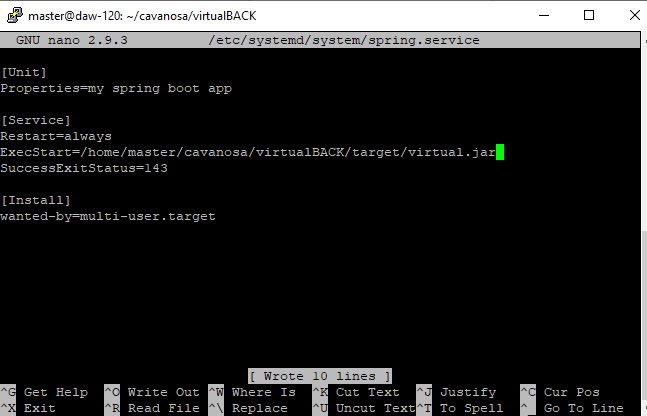 master@daw-120: ~/cavanosa/virtualBACK
GNU nano 2.9.3 /etc/systemd/system/spring.service
[Unit]
Properties=my spring boot app
[Service]
Restart=always
ExecStart=/home/master/cavanosa/virtualBACK/target/virtual.jar
SuccessExitStatus=143
[Install]
wanted-by=multi-user.target
[ Wrote 10 lines ]
^G Get Help ^O Write Out ^W Where Is ^K Cut Text ^J Justify ^C Cur Pos
^X Exit ^R Read File ^\ Replace ^U Uncut Text ^T To Spell ^_ Go To Line